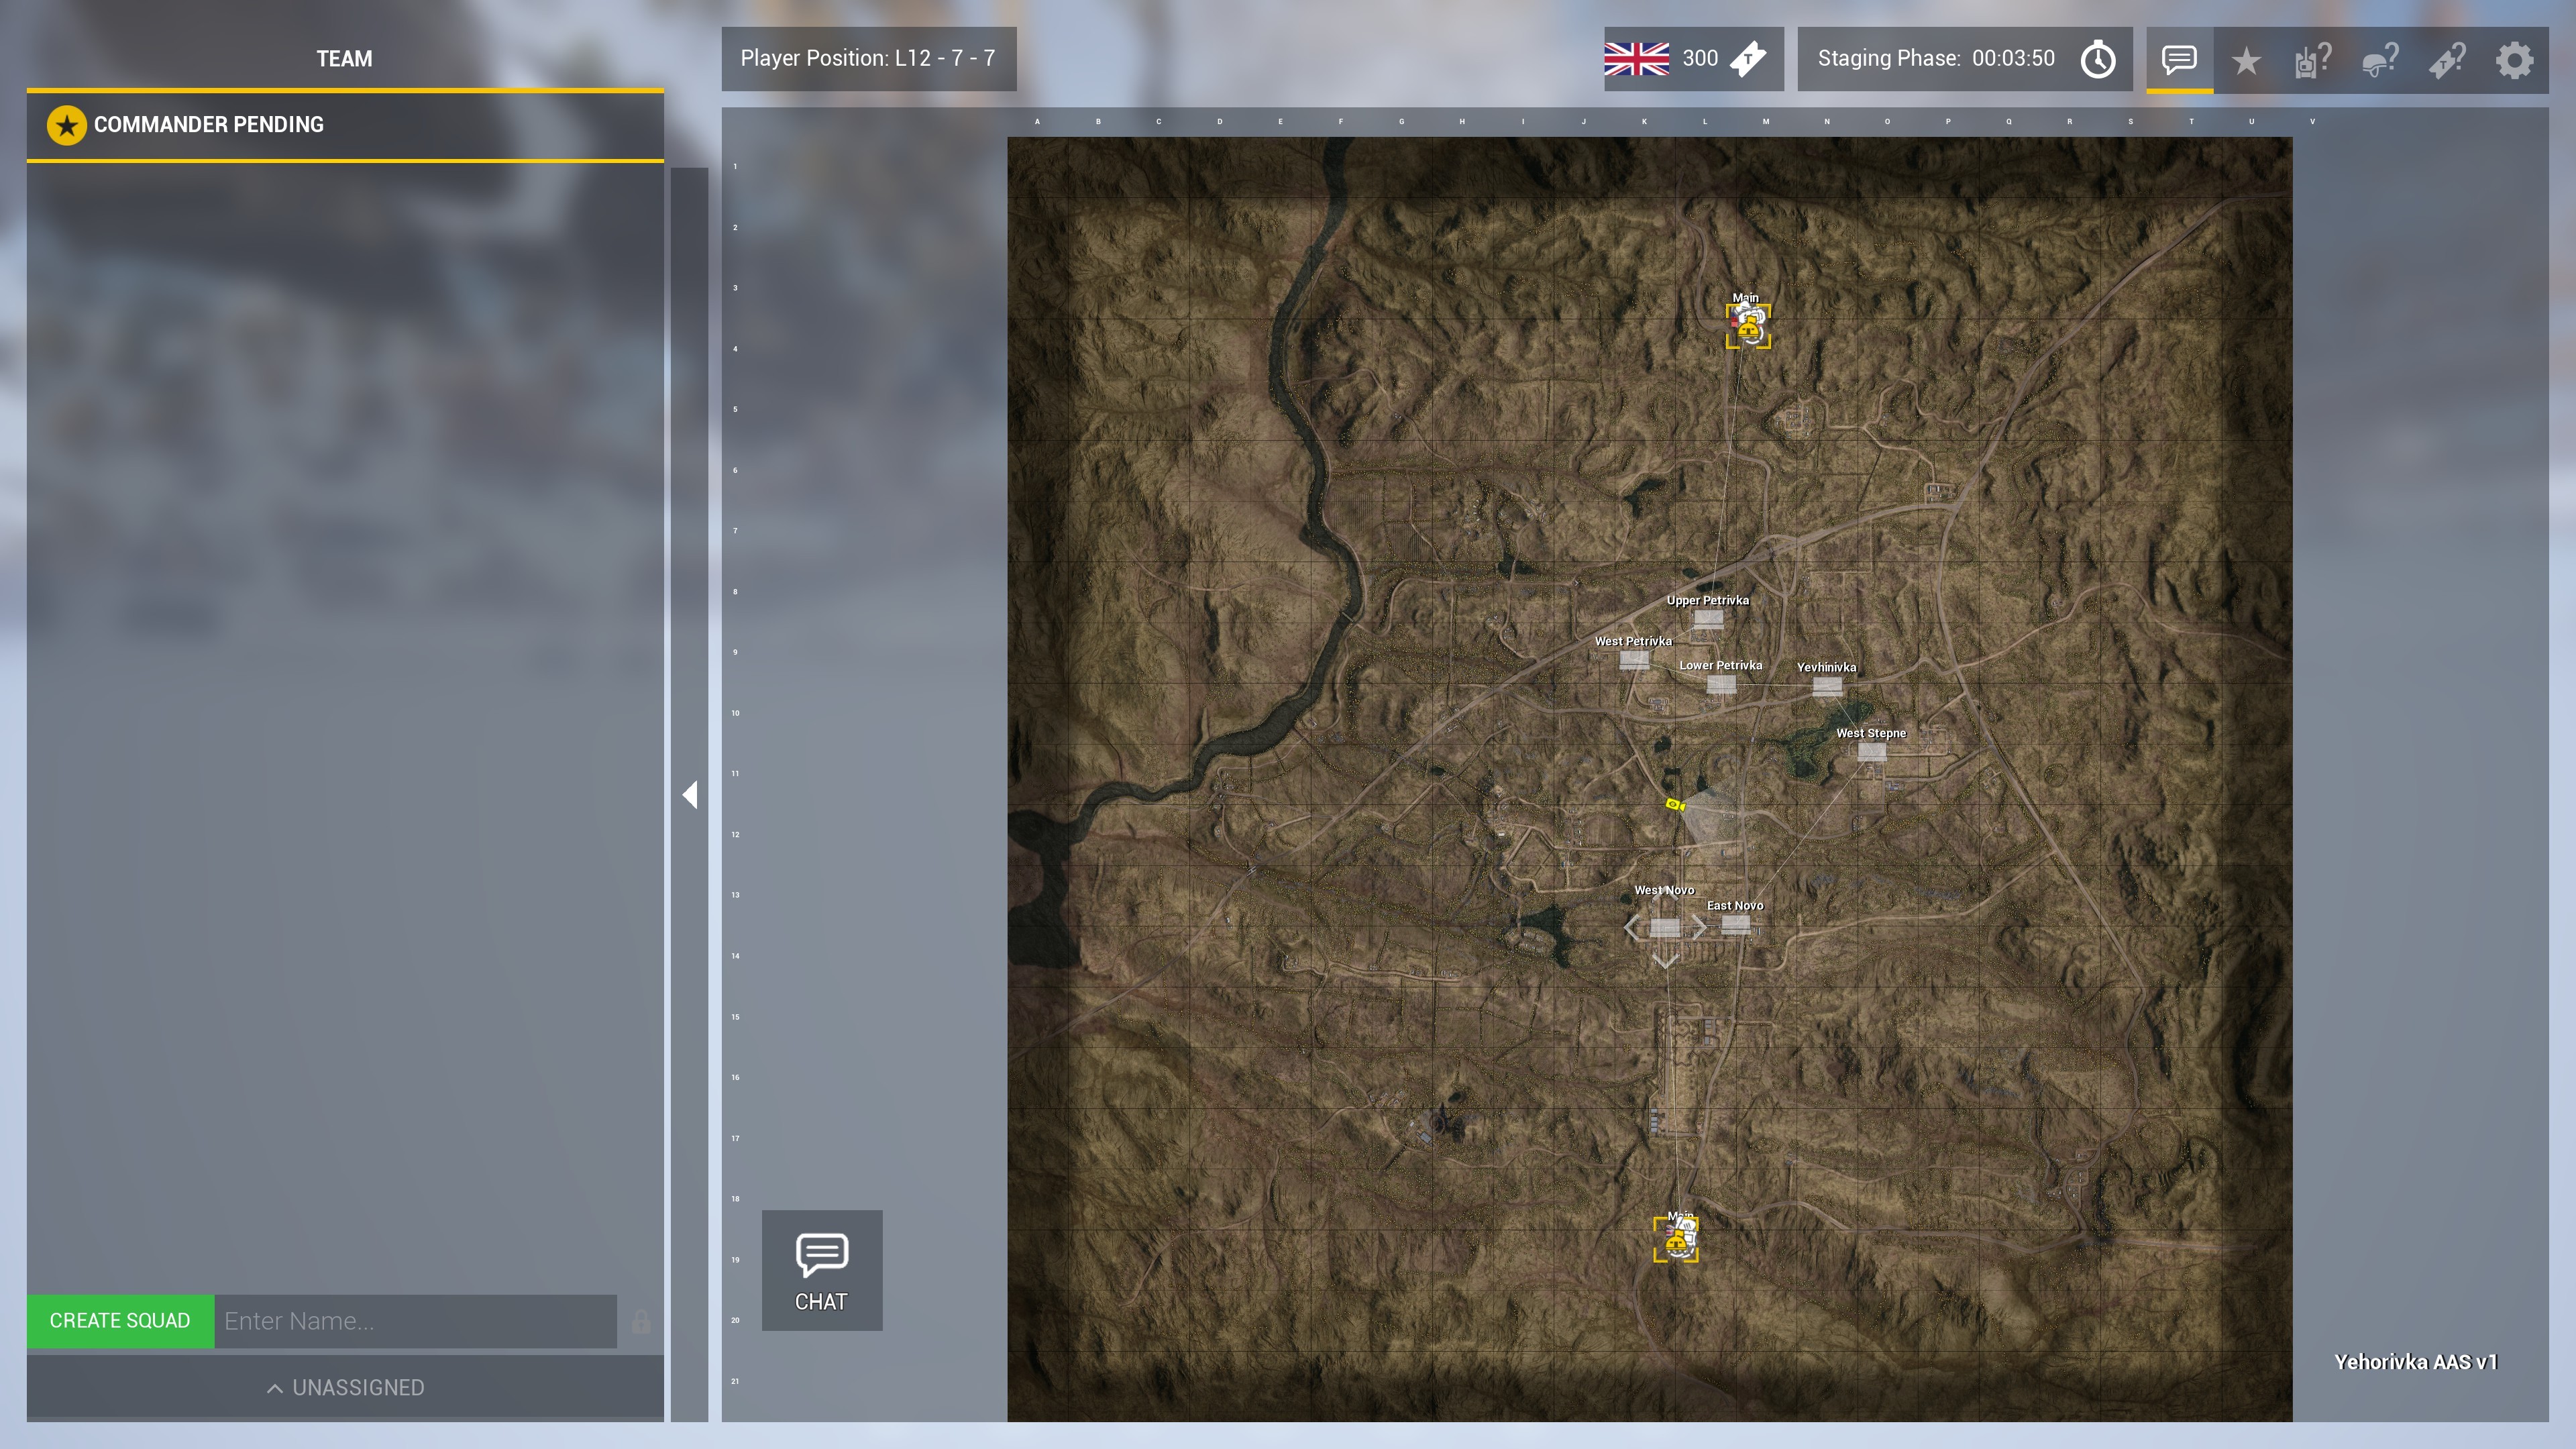 TEAM
Player Position: L12 - 7 - 7
300
Staging Phase: 00:03:50
COMMANDER PENDING
A B C D E F G H I J K L M N O P Q R S T U V
1
2
3
Main
4
5
6
7
8
Upper Petrivka
West Petrivka
9
Lower Petrivka
Yevhinivka
10
West Stepne
11
12
West Novo
13
East Novo
14
15
16
17
18
Main
19
CHAT
20
CREATE SQUAD
Enter Name...
Yehorivka AAS v1
21
UNASSIGNED